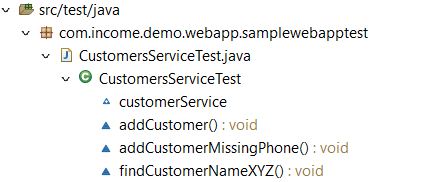 src/test/java
com.income.demo.webapp.samplewebapptest
CustomersServiceTest.java
CustomersServiceTest
customerService
addCustomer() : void
addCustomerMissingPhone() : void
findCustomerNameXYZ() : void